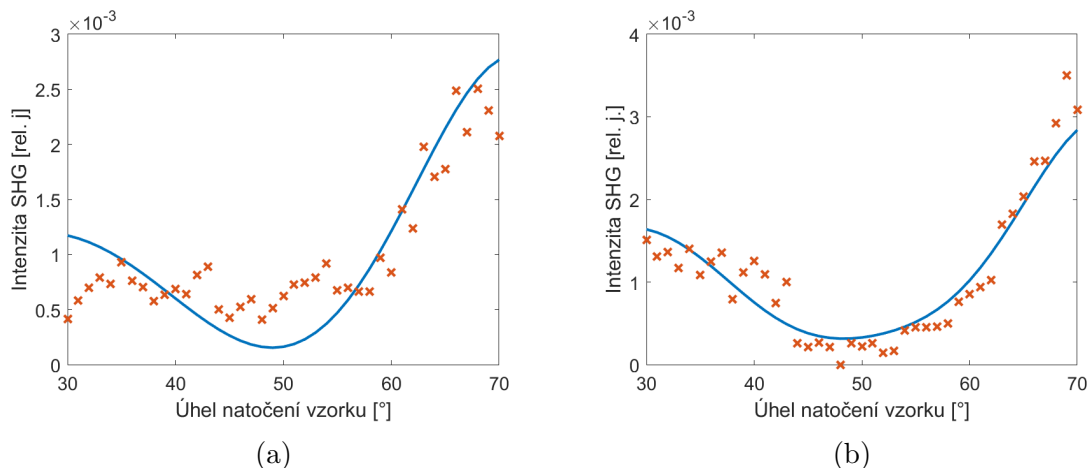 ×10⁻³
3
2.5
2
1.5
1
0.5
0
30 40 50 60 70
Intenzita SHG [rel. j]
Úhel natočení vzorku [°]
(a)
×10⁻³
4
3
2
1
0
30 40 50 60 70
Intenzita SHG [rel. j.]
Úhel natočení vzorku [°]
(b)